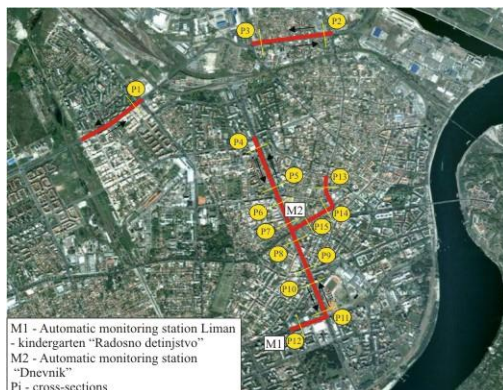 P3
P2
P1
P4
P5
P13
P6
M2
P14
P7
P15
P8
P9
P10
P11
M1
P12
M1 - Automatic monitoring station Liman
- kindergarten “Radosno detinjstvo”
M2 - Automatic monitoring station
“Dnevnik”
Pi - cross-sections